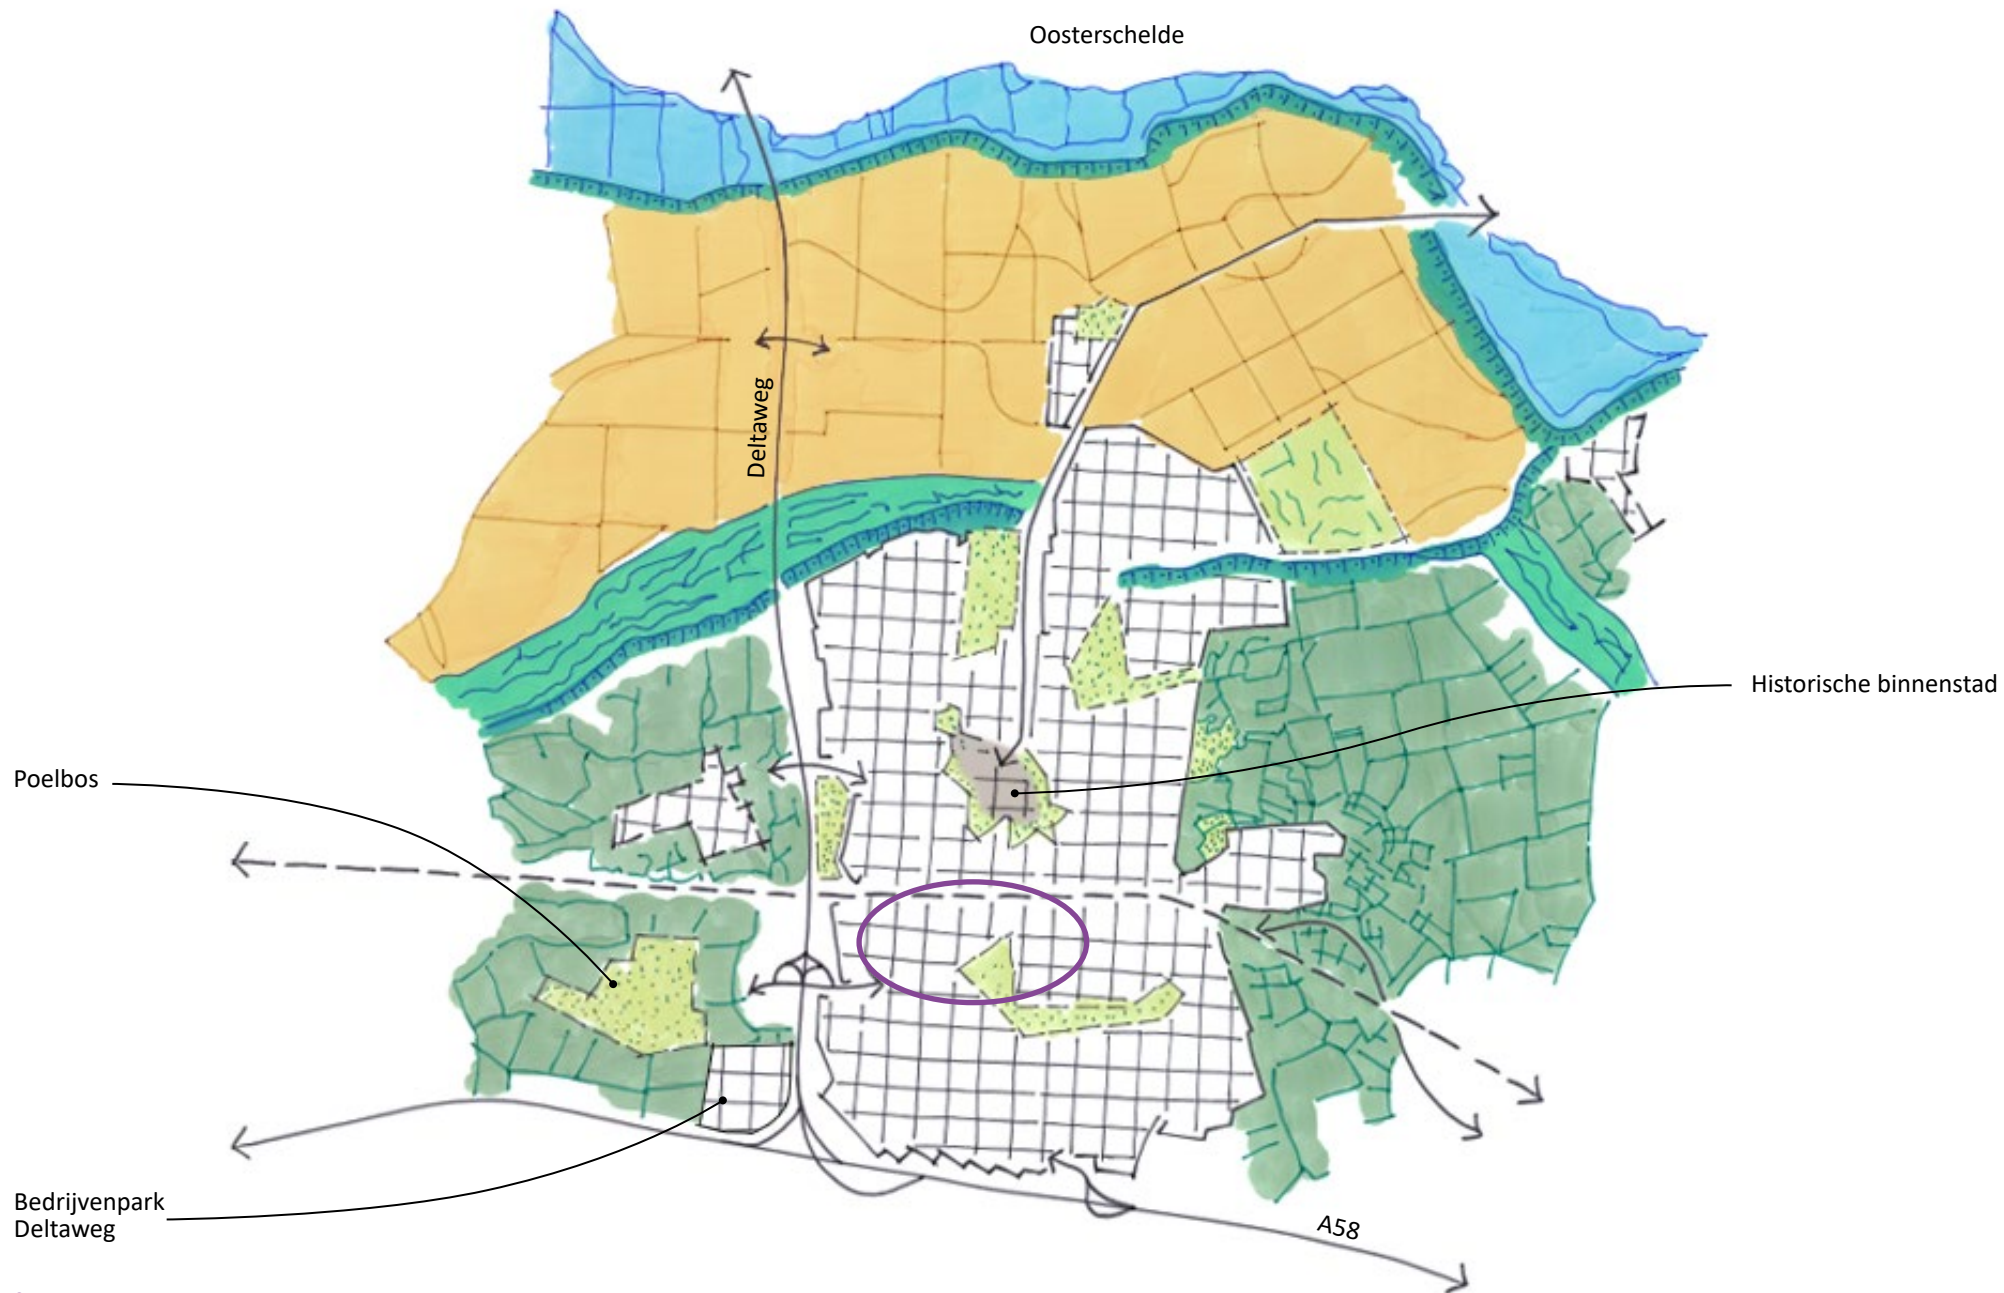 Oosterschelde
Deltaweg
Historische binnenstad
Poelbos
Bedrijvenpark
Deltaweg
A58